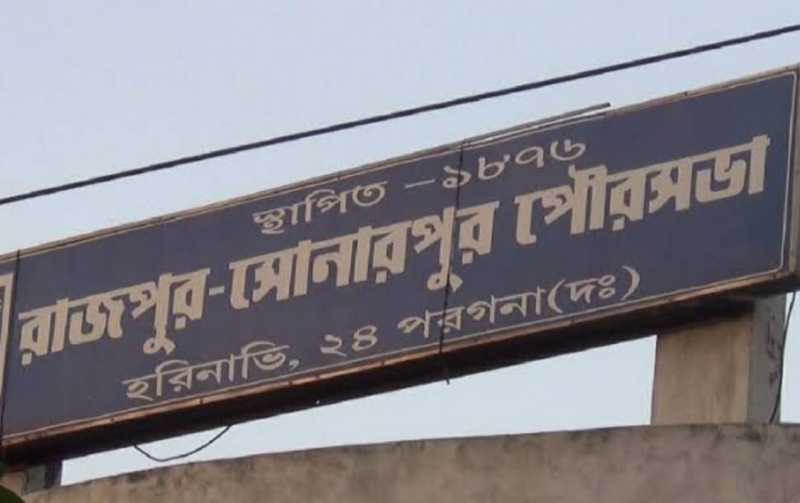 স্থাপিত - ১৮৭৬
রাজপুর-সোনারপুর পৌরসভা
হরিনাভি, ২৪ পরগনা(দঃ)